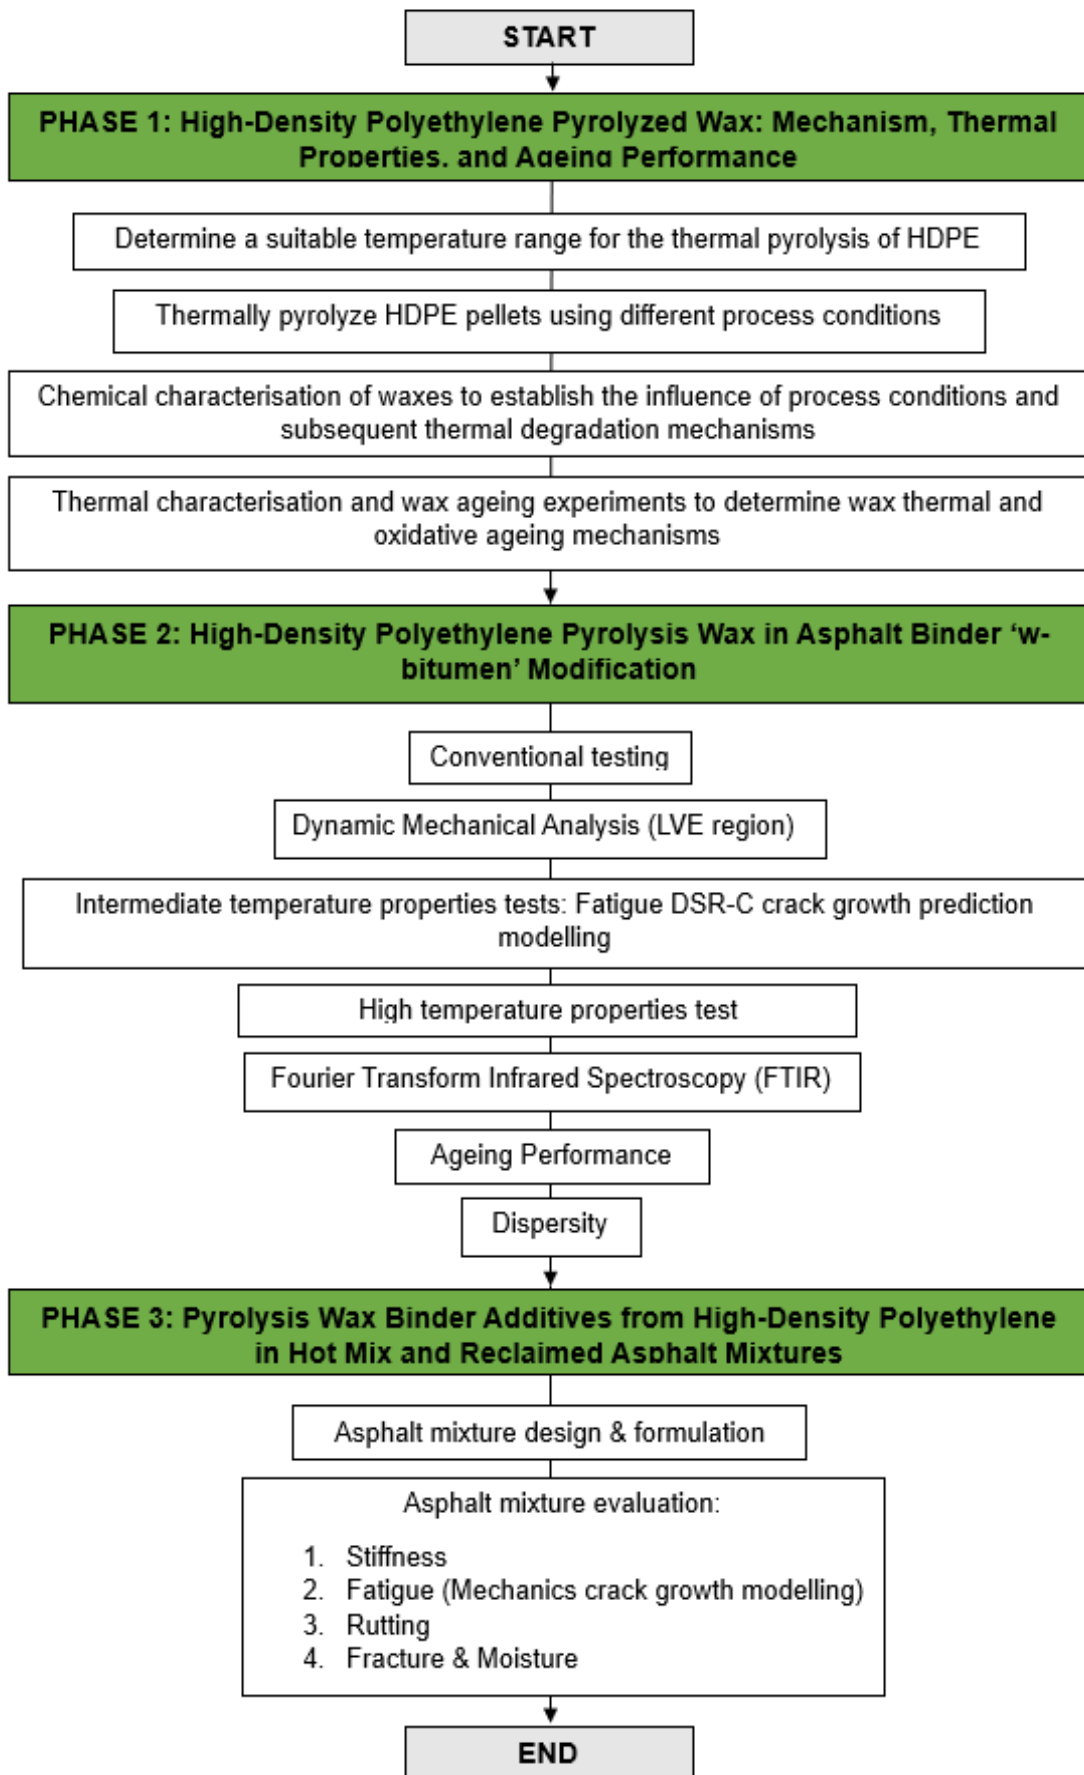 START
PHASE 1: High-Density Polyethylene Pyrolyzed Wax: Mechanism, Thermal
Properties, and Ageing Performance
Determine a suitable temperature range for the thermal pyrolysis of HDPE
Thermally pyrolyze HDPE pellets using different process conditions
Chemical characterisation of waxes to establish the influence of process conditions and
subsequent thermal degradation mechanisms
Thermal characterisation and wax ageing experiments to determine wax thermal and
oxidative ageing mechanisms
PHASE 2: High-Density Polyethylene Pyrolysis Wax in Asphalt Binder ‘w-
bitumen’ Modification
Conventional testing
Dynamic Mechanical Analysis (LVE region)
Intermediate temperature properties tests: Fatigue DSR-C crack growth prediction
modelling
High temperature properties test
Fourier Transform Infrared Spectroscopy (FTIR)
Ageing Performance
Dispersity
PHASE 3: Pyrolysis Wax Binder Additives from High-Density Polyethylene
in Hot Mix and Reclaimed Asphalt Mixtures
Asphalt mixture design & formulation
Asphalt mixture evaluation:
1. Stiffness
2. Fatigue (Mechanics crack growth modelling)
3. Rutting
4. Fracture & Moisture
END